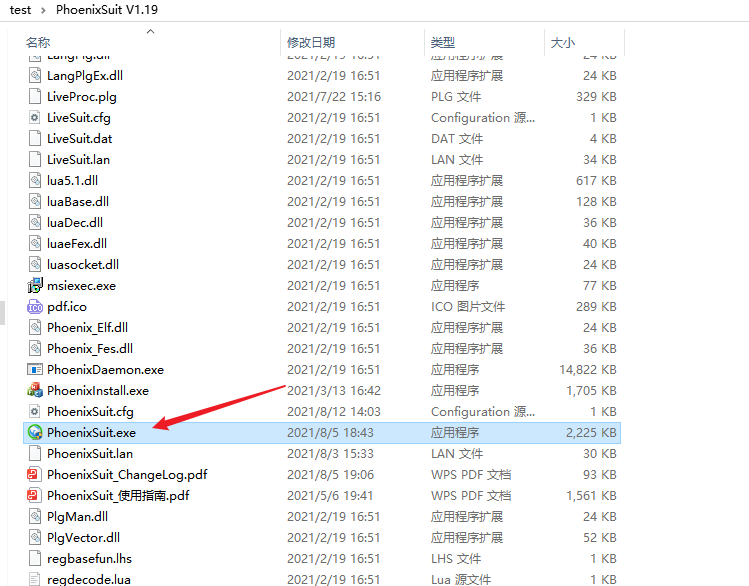 test > PhoenixSuit V1.19
名称 修改日期 类型 大小
LangPlg.dll 2021/2/19 16:51 应用程序扩展 24 KB
LangPlgEx.dll 2021/2/19 16:51 应用程序扩展 24 KB
LiveProc.plg 2021/7/22 15:16 PLG 文件 329 KB
LiveSuit.cfg 2021/2/19 16:51 Configuration 源... 1 KB
LiveSuit.dat 2021/2/19 16:51 DAT 文件 4 KB
LiveSuit.lan 2021/2/19 16:51 LAN 文件 34 KB
lua5.1.dll 2021/2/19 16:51 应用程序扩展 617 KB
luaBase.dll 2021/2/19 16:51 应用程序扩展 128 KB
luaDec.dll 2021/2/19 16:51 应用程序扩展 36 KB
luaeFex.dll 2021/2/19 16:51 应用程序扩展 40 KB
luasocket.dll 2021/2/19 16:51 应用程序扩展 24 KB
msiexec.exe 2021/2/19 16:51 应用程序 77 KB
pdf.ico 2021/2/19 16:51 ICO 图片文件 289 KB
Phoenix_Elf.dll 2021/2/19 16:51 应用程序扩展 24 KB
Phoenix_Fes.dll 2021/2/19 16:51 应用程序扩展 36 KB
PhoenixDaemon.exe 2021/2/19 16:51 应用程序 14,822 KB
PhoenixInstall.exe 2021/3/13 16:42 应用程序 1,705 KB
PhoenixSuit.cfg 2021/8/12 14:03 Configuration 源... 1 KB
PhoenixSuit.exe 2021/8/5 18:43 应用程序 2,225 KB
PhoenixSuit.lan 2021/8/3 15:33 LAN 文件 30 KB
PhoenixSuit_ChangeLog.pdf 2021/8/5 19:06 WPS PDF 文档 93 KB
PhoenixSuit_使用指南.pdf 2021/5/6 19:41 WPS PDF 文档 1,561 KB
PlgMan.dll 2021/2/19 16:51 应用程序扩展 24 KB
PlgVector.dll 2021/2/19 16:51 应用程序扩展 52 KB
regbasefun.lhs 2021/2/19 16:51 LHS 文件 1 KB
regdecode.lua 2021/2/19 16:51 Lua 源文件 1 KB